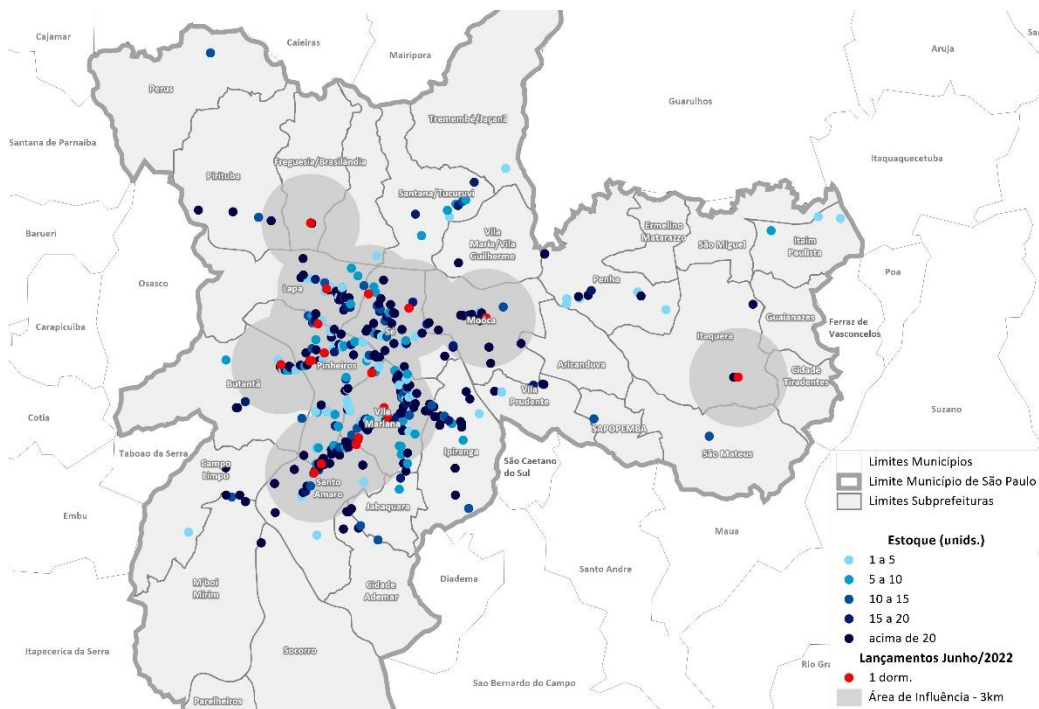 Cajamar
Caieiras
Mairipora
Aruja
Perus
Guarulhos
Tremembé/Jaçanã
Santana de Parnaiba
Freguesia/Brasilândia
Itaquaquecetuba
Pirituba
Santana/Tucuruvi
Ermelino
Matarazzo
Vila
Maria/Vila
Guilherme
São Miguel
Itaim
Paulista
Barueri
Poa
Osasco
Lapa
Penha
Guaianazes
Ferraz de
Vasconcelos
Carapicuiba
Sé
Mooca
Itaquera
Pinheiros
Aricanduva
Cidade
Tiradentes
Butantã
Vila
Prudente
Suzano
Cotia
Vila
Mariana
SAPOPEMBA
Taboao da Serra
Ipiranga
São Caetano
do Sul
São Mateus
Campo
Limpo
Santo
Amaro
Jabaquara
Embu
Maua
M'boi
Mirim
Cidade
Ademar
Diadema
Santo Andre
Itapecerica da Serra
Socorro
Sao Bernardo do Campo
Rio Gra
Parelheiros
Limites Municípios
Limite Município de São Paulo
Limites Subprefeituras
Estoque (unids.)
1 a 5
5 a 10
10 a 15
15 a 20
acima de 20
Lançamentos Junho/2022
1 dorm.
Área de Influência - 3km